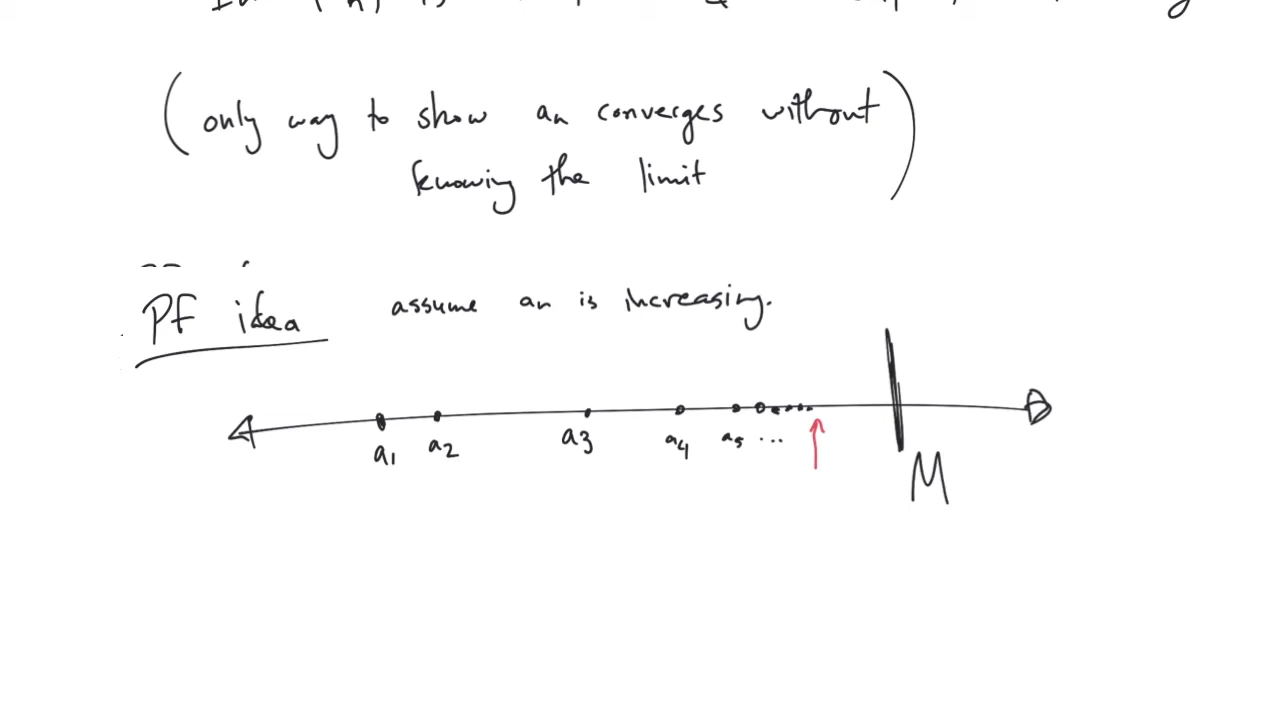 (only way to show an converges without
knowing the limit)
PF idea assume an is increasing.
a1 a2 a3 a4 a5 ...
M